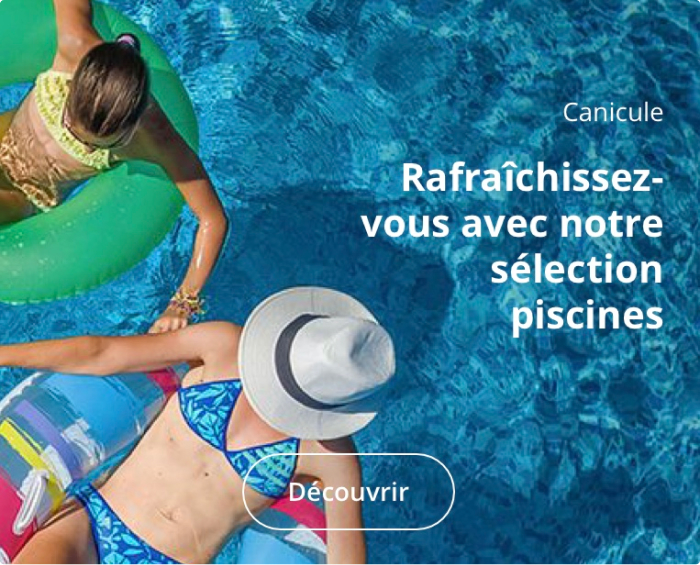 Canicule
Rafraîchissez-
vous avec notre
sélection
piscines
Découvrir